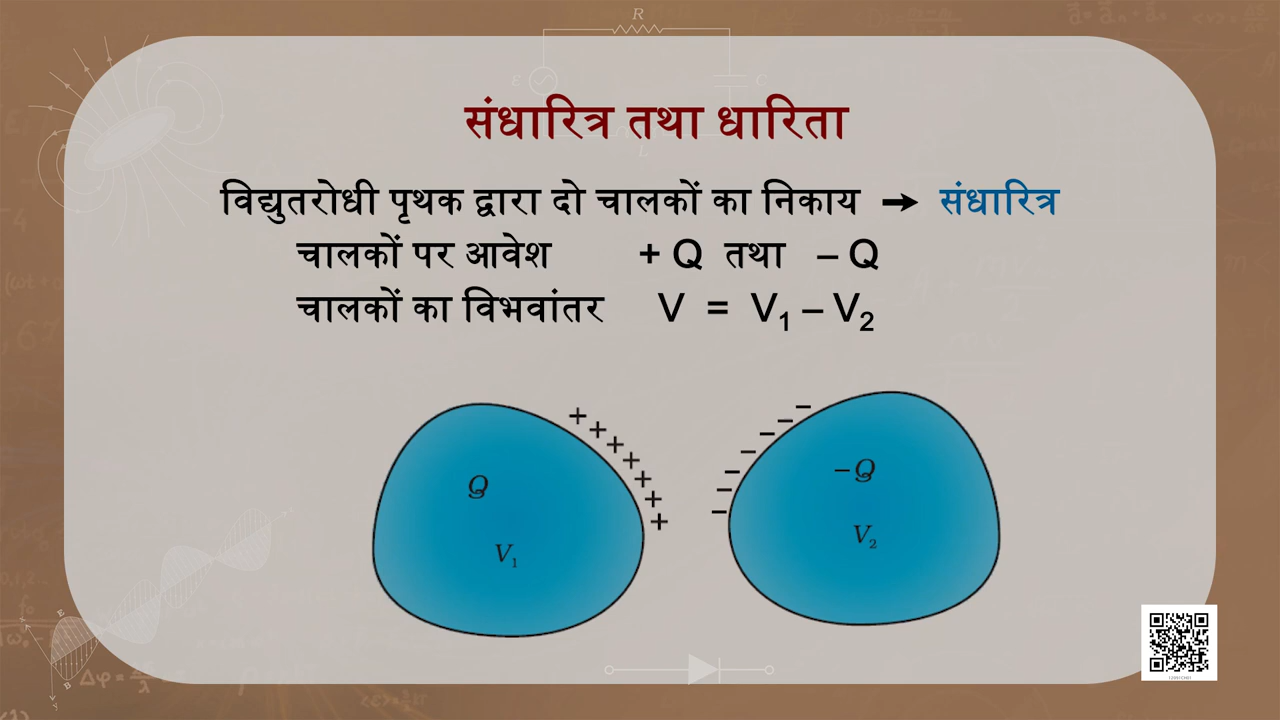 संधारित्र तथा धारिता
विद्युतरोधी पृथक द्वारा दो चालकों का निकाय → संधारित्र
चालकों पर आवेश + Q तथा – Q
चालकों का विभवांतर V = V₁ – V₂
Q
V₁
– Q
V₂